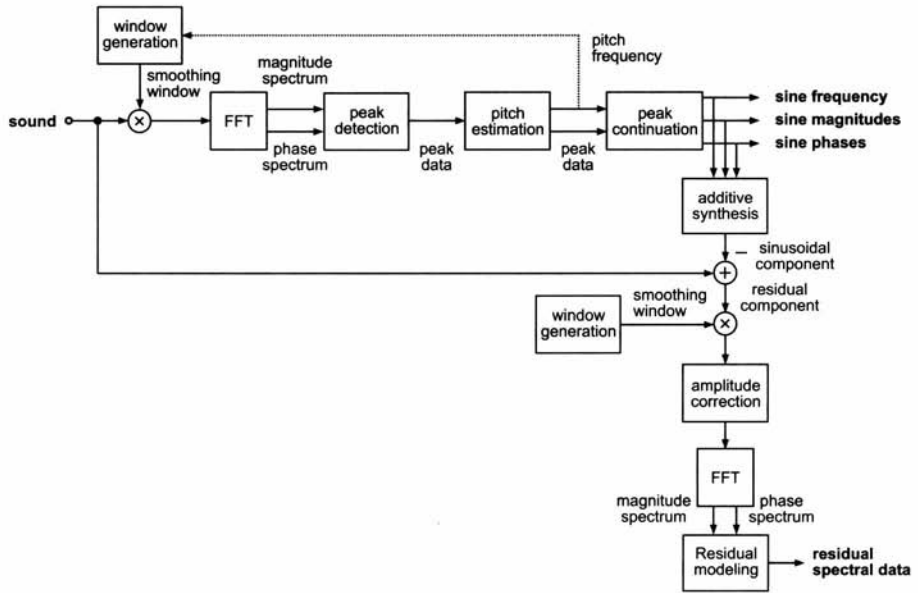 window
generation
pitch
frequency
smoothing
window
magnitude
spectrum
sound
×
FFT
peak
detection
pitch
estimation
peak
continuation
sine frequency
sine magnitudes
sine phases
phase
spectrum
peak
data
peak
data
additive
synthesis
−
sinusoidal
component
+
residual
component
window
generation
smoothing
window
×
amplitude
correction
FFT
magnitude
spectrum
phase
spectrum
Residual
modeling
residual
spectral data